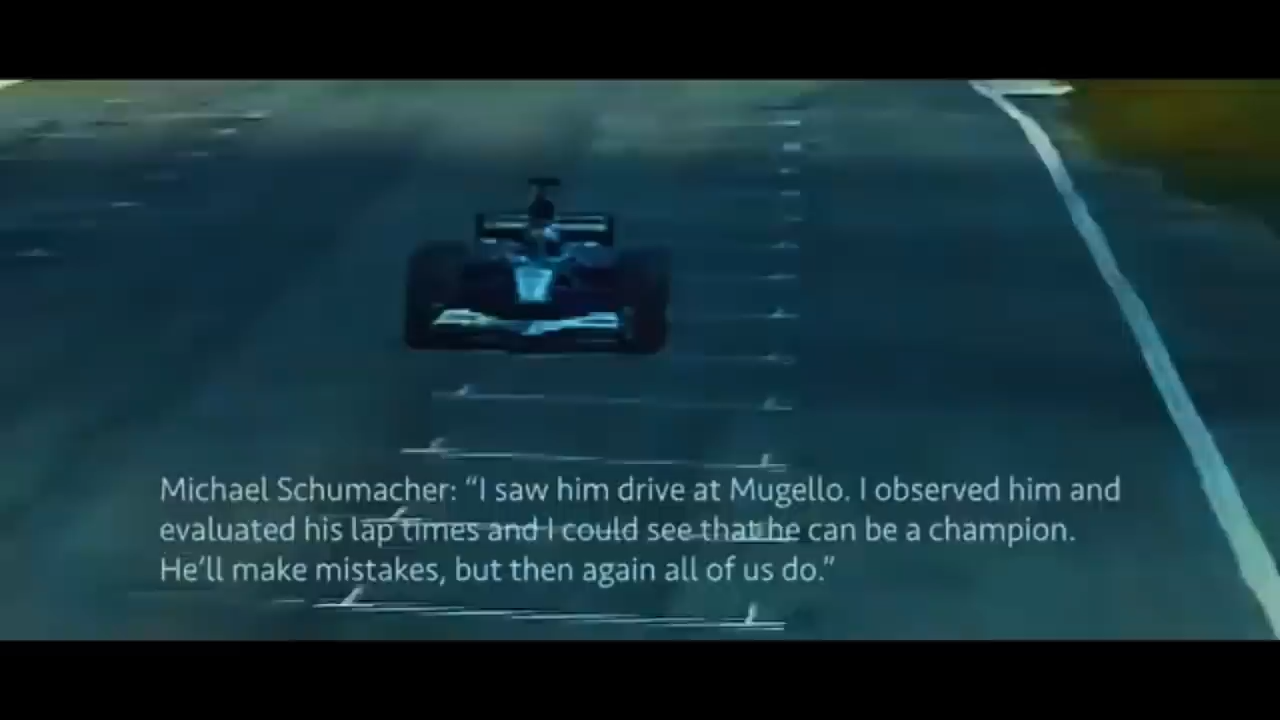 Michael Schumacher: “I saw him drive at Mugello. I observed him and
evaluated his lap times and I could see that he can be a champion.
He’ll make mistakes, but then again all of us do.”